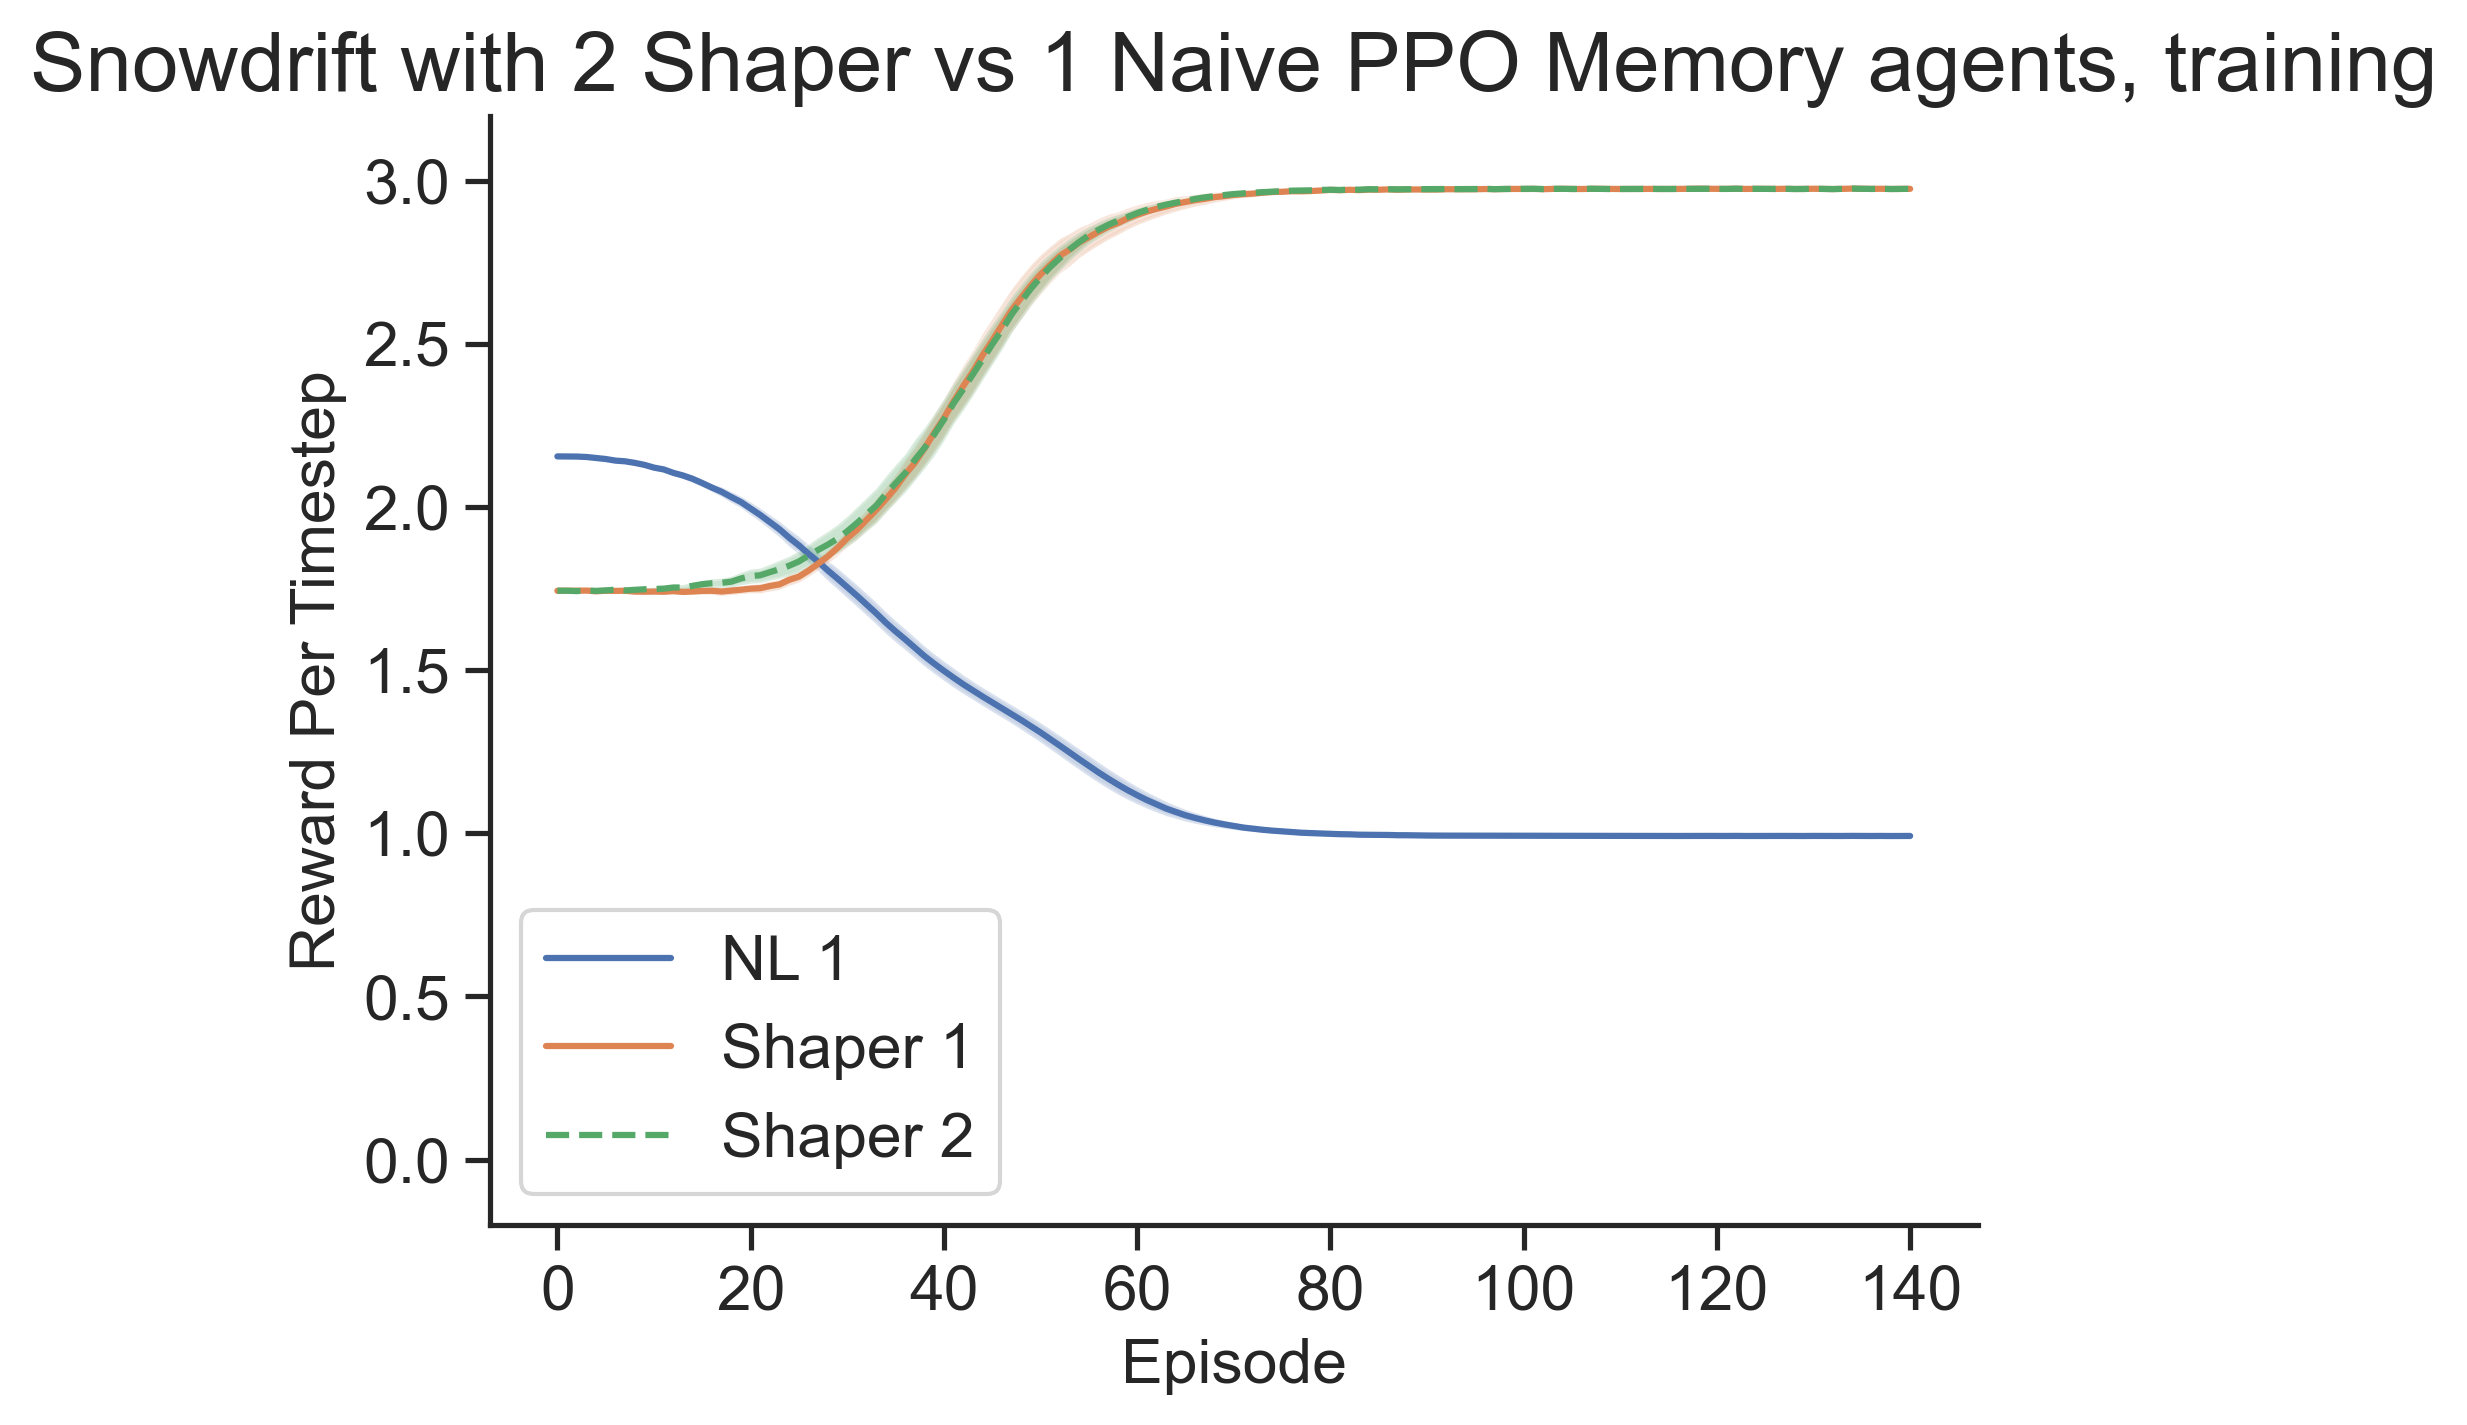 Snowdrift with 2 Shaper vs 1 Naive PPO Memory agents, training
Reward Per Timestep
3.0
2.5
2.0
1.5
1.0
0.5
0.0
NL 1
Shaper 1
Shaper 2
0 20 40 60 80 100 120 140
Episode